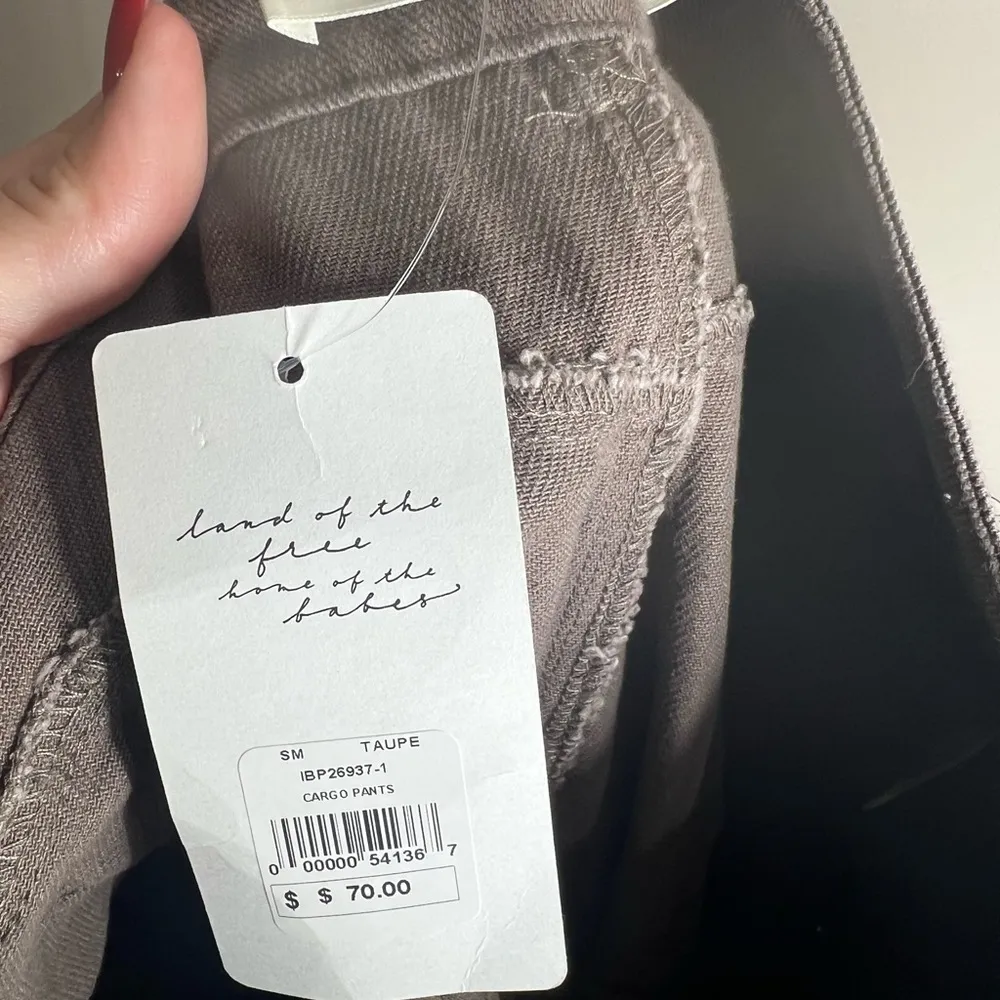 land of the
free
home of the
babes
SM TAUPE
IBP26937-1
CARGO PANTS
0 00000 54136 7
$ $ 70.00